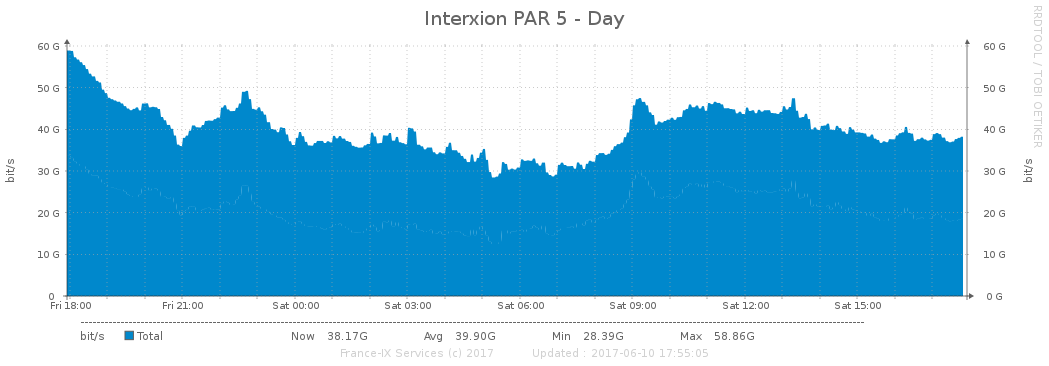 Interxion PAR 5 - Day
RRDTOOL / TOBI OETIKER
60 G 60 G
50 G 50 G
40 G 40 G
30 G 30 G
20 G 20 G
10 G 10 G
0 0 G
bit/s bit/s
Fri 18:00 Fri 21:00 Sat 00:00 Sat 03:00 Sat 06:00 Sat 09:00 Sat 12:00 Sat 15:00
bit/s Total Now 38.17G Avg 39.90G Min 28.39G Max 58.86G
France-IX Services (c) 2017 Updated : 2017-06-10 17:55:05